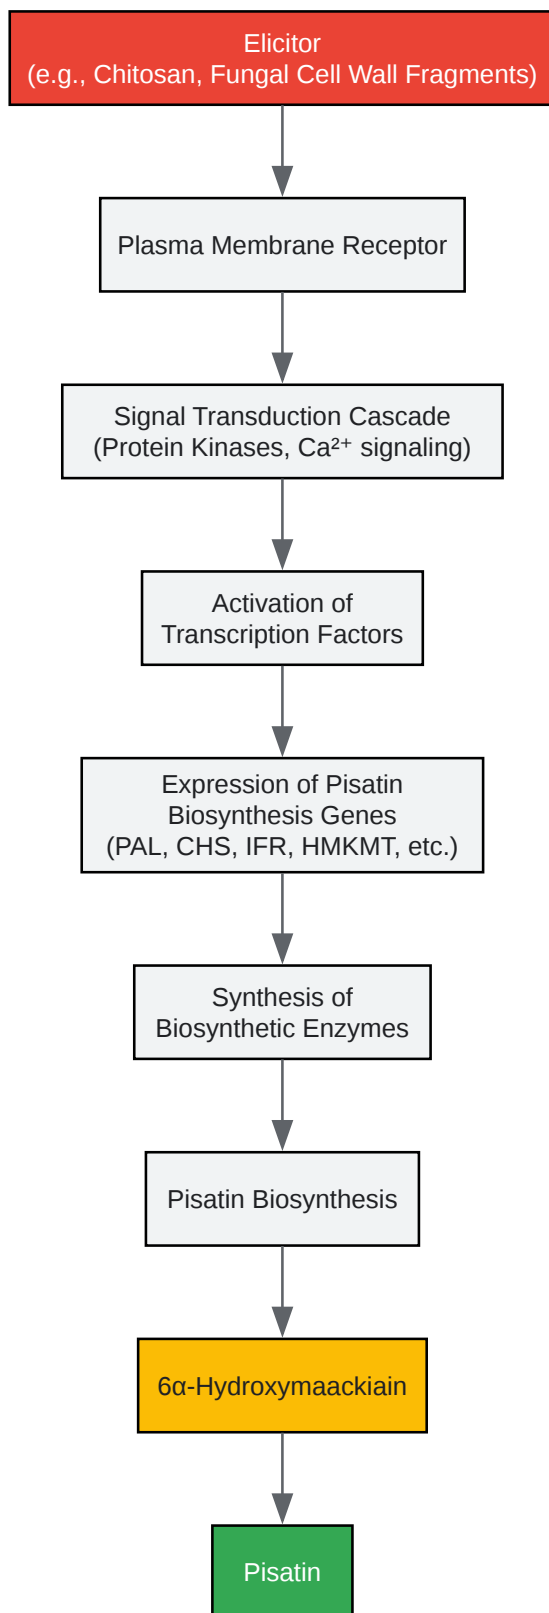 Elicitor
(e.g., Chitosan, Fungal Cell Wall Fragments)
Plasma Membrane Receptor
Signal Transduction Cascade
(Protein Kinases, Ca²⁺ signaling)
Activation of
Transcription Factors
Expression of Pisatin
Biosynthesis Genes
(PAL, CHS, IFR, HMKMT, etc.)
Synthesis of
Biosynthetic Enzymes
Pisatin Biosynthesis
6α-Hydroxymaackiain
Pisatin